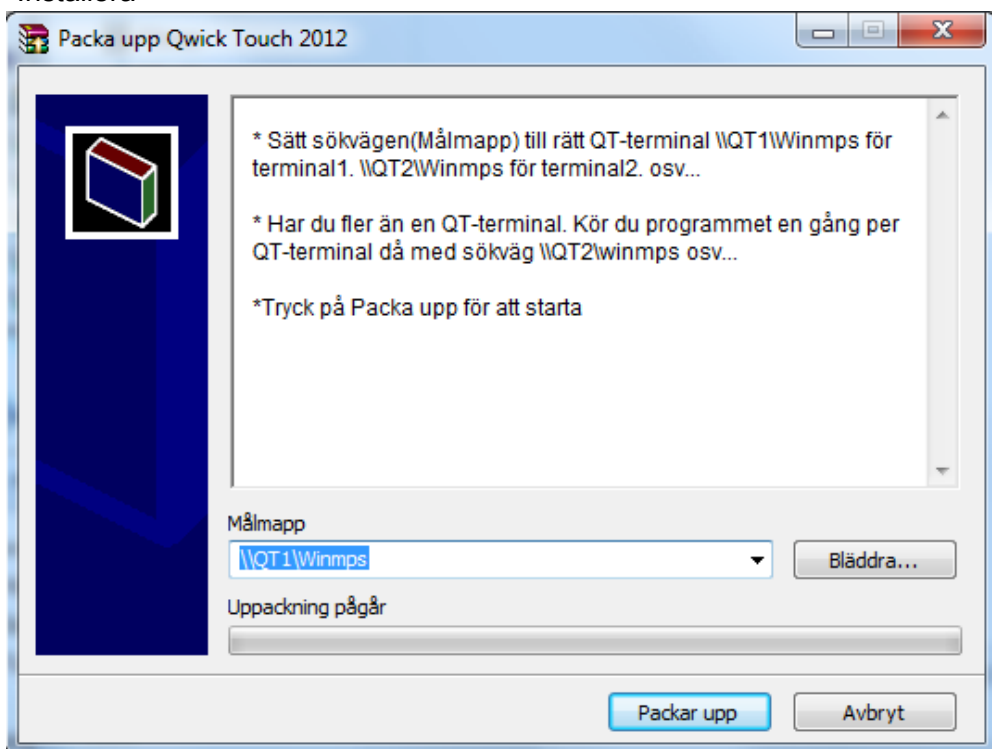 Packa upp Qwick Touch 2012
* Sätt sökvägen(Målmapp) till rätt QT-terminal \\QT1\Winmps för
terminal1. \\QT2\Winmps för terminal2. osv...
* Har du fler än en QT-terminal. Kör du programmet en gång per
QT-terminal då med sökväg \\QT2\winmps osv...
*Tryck på Packa upp för att starta
Målmapp
\\QT1\Winmps
Bläddra...
Uppackning pågår
Packar upp
Avbryt